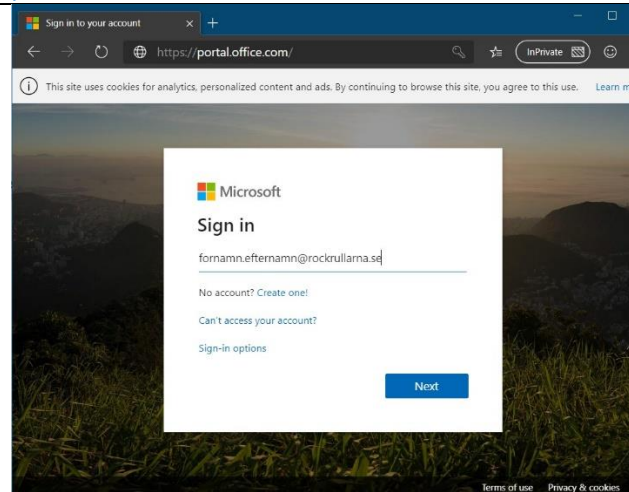 Sign in to your account
https://portal.office.com/
InPrivate
This site uses cookies for analytics, personalized content and ads. By continuing to browse this site, you agree to this use. Learn m
Microsoft
Sign in
fornamn.efternamn@rockrullarna.se
No account? Create one!
Can't access your account?
Sign-in options
Next
Terms of use Privacy & cookies